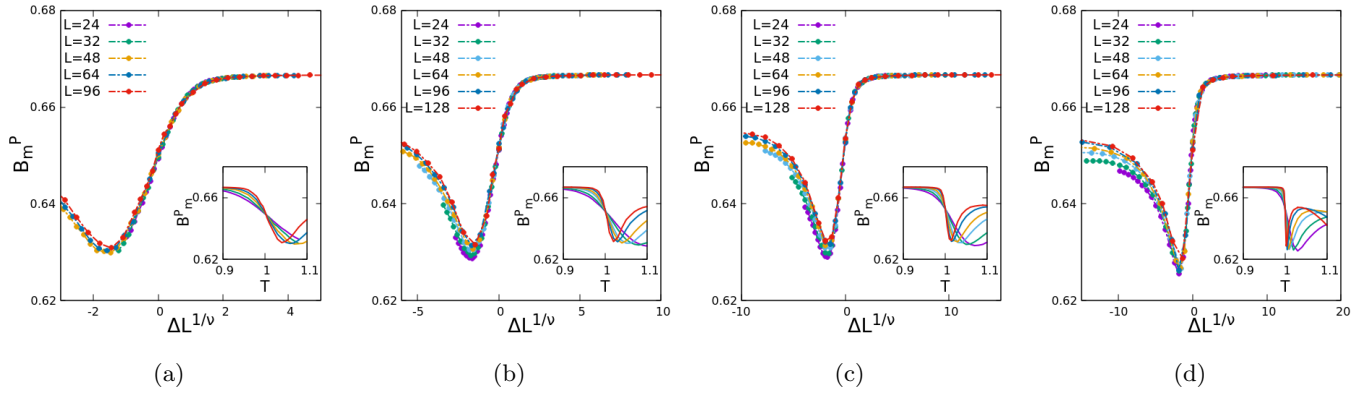 0.68
0.66
0.64
0.62
B_m^P
L=24
L=32
L=48
L=64
L=96
0.66
0.62
B^P_m
0.9
1
1.1
T
-2
0
2
4
ΔL^{1/ν}
(a)
0.68
0.66
0.64
0.62
B_m^P
L=24
L=32
L=48
L=64
L=96
L=128
0.66
0.62
B^P_m
0.9
1
1.1
T
-5
0
5
10
ΔL^{1/ν}
(b)
0.68
0.66
0.64
0.62
B_m^P
L=24
L=32
L=48
L=64
L=96
L=128
0.66
0.62
B^P_m
0.9
1
1.1
T
-10
0
10
ΔL^{1/ν}
(c)
0.68
0.66
0.64
0.62
B_m^P
L=24
L=32
L=48
L=64
L=96
L=128
0.66
0.62
B^P_m
0.9
1
1.1
T
-10
0
10
20
ΔL^{1/ν}
(d)